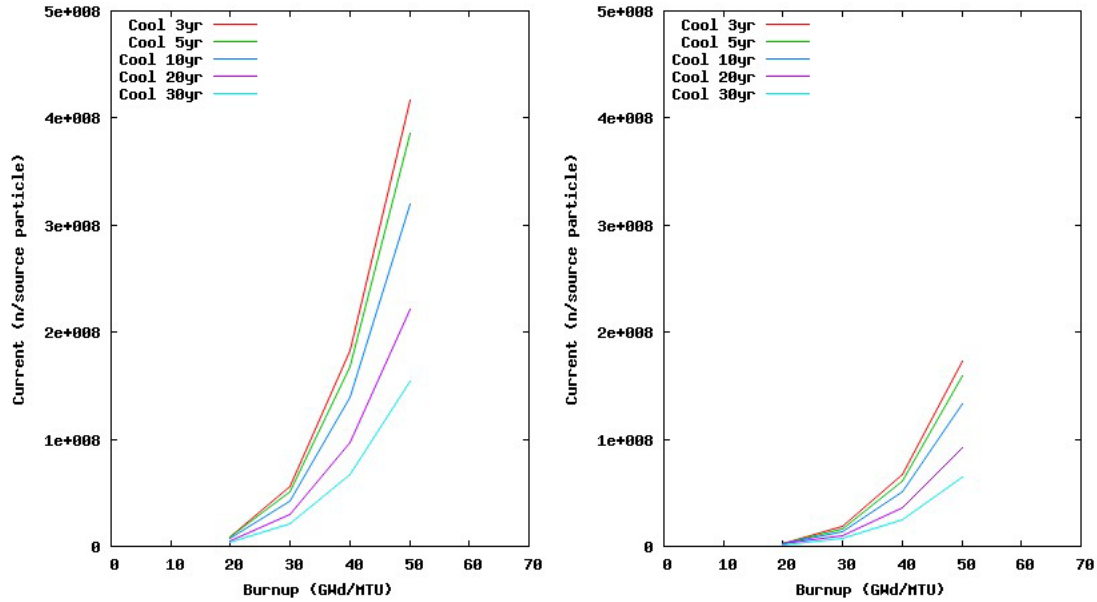 5e+008
4e+008
3e+008
2e+008
1e+008
0
Current (n/source particle)
Cool 3yr
Cool 5yr
Cool 10yr
Cool 20yr
Cool 30yr
0 10 20 30 40 50 60 70
Burnup (GWd/MTU)
5e+008
4e+008
3e+008
2e+008
1e+008
0
Current (n/source particle)
Cool 3yr
Cool 5yr
Cool 10yr
Cool 20yr
Cool 30yr
0 10 20 30 40 50 60 70
Burnup (GWd/MTU)